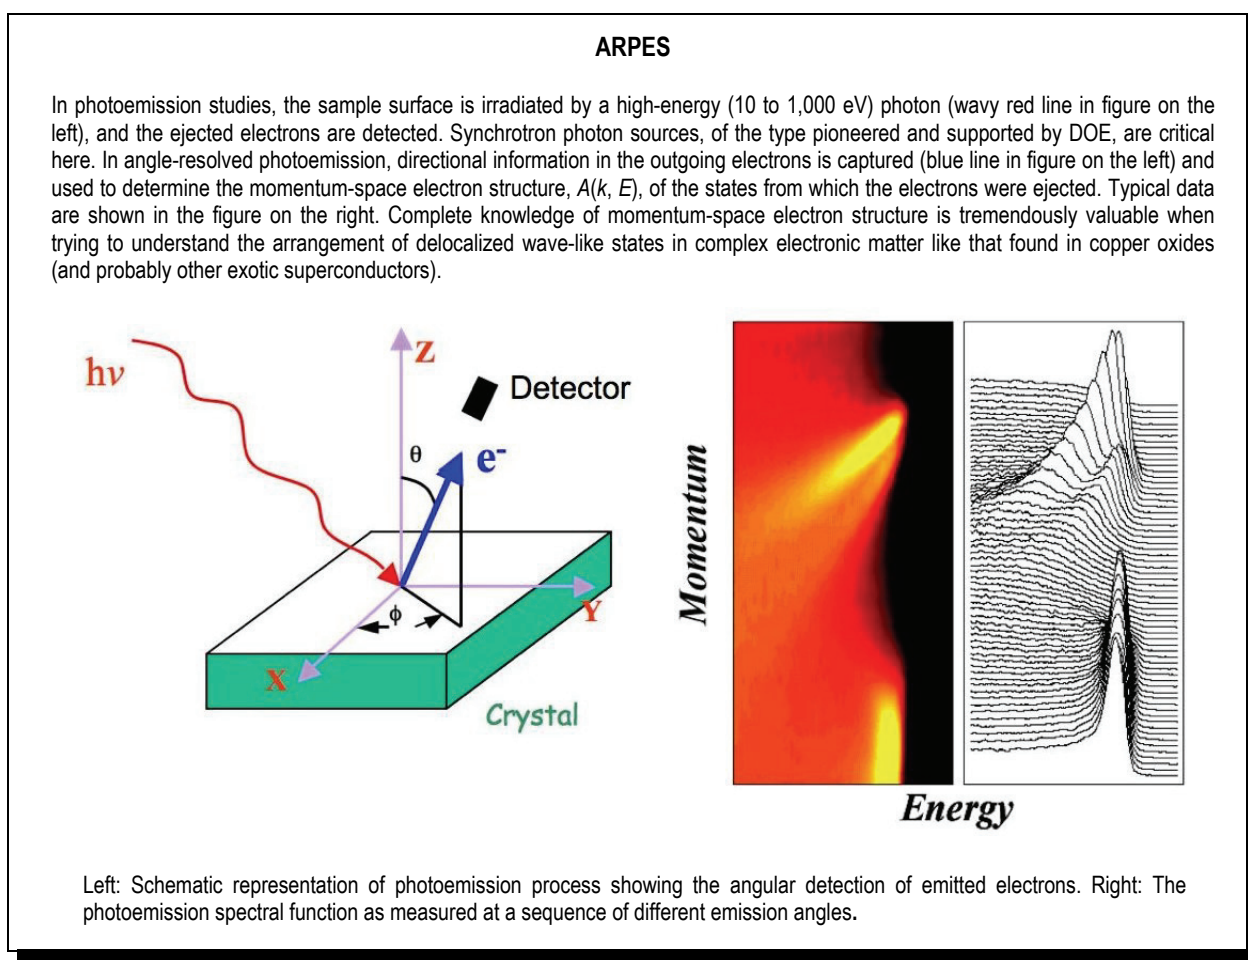 ARPES
In photoemission studies, the sample surface is irradiated by a high-energy (10 to 1,000 eV) photon (wavy red line in figure on the
left), and the ejected electrons are detected. Synchrotron photon sources, of the type pioneered and supported by DOE, are critical
here. In angle-resolved photoemission, directional information in the outgoing electrons is captured (blue line in figure on the left) and
used to determine the momentum-space electron structure, A(k, E), of the states from which the electrons were ejected. Typical data
are shown in the figure on the right. Complete knowledge of momentum-space electron structure is tremendously valuable when
trying to understand the arrangement of delocalized wave-like states in complex electronic matter like that found in copper oxides
(and probably other exotic superconductors).
hν
Z
Detector
θ
e-
ϕ
Y
X
Crystal
Momentum
Energy
Left: Schematic representation of photoemission process showing the angular detection of emitted electrons. Right: The
photoemission spectral function as measured at a sequence of different emission angles.